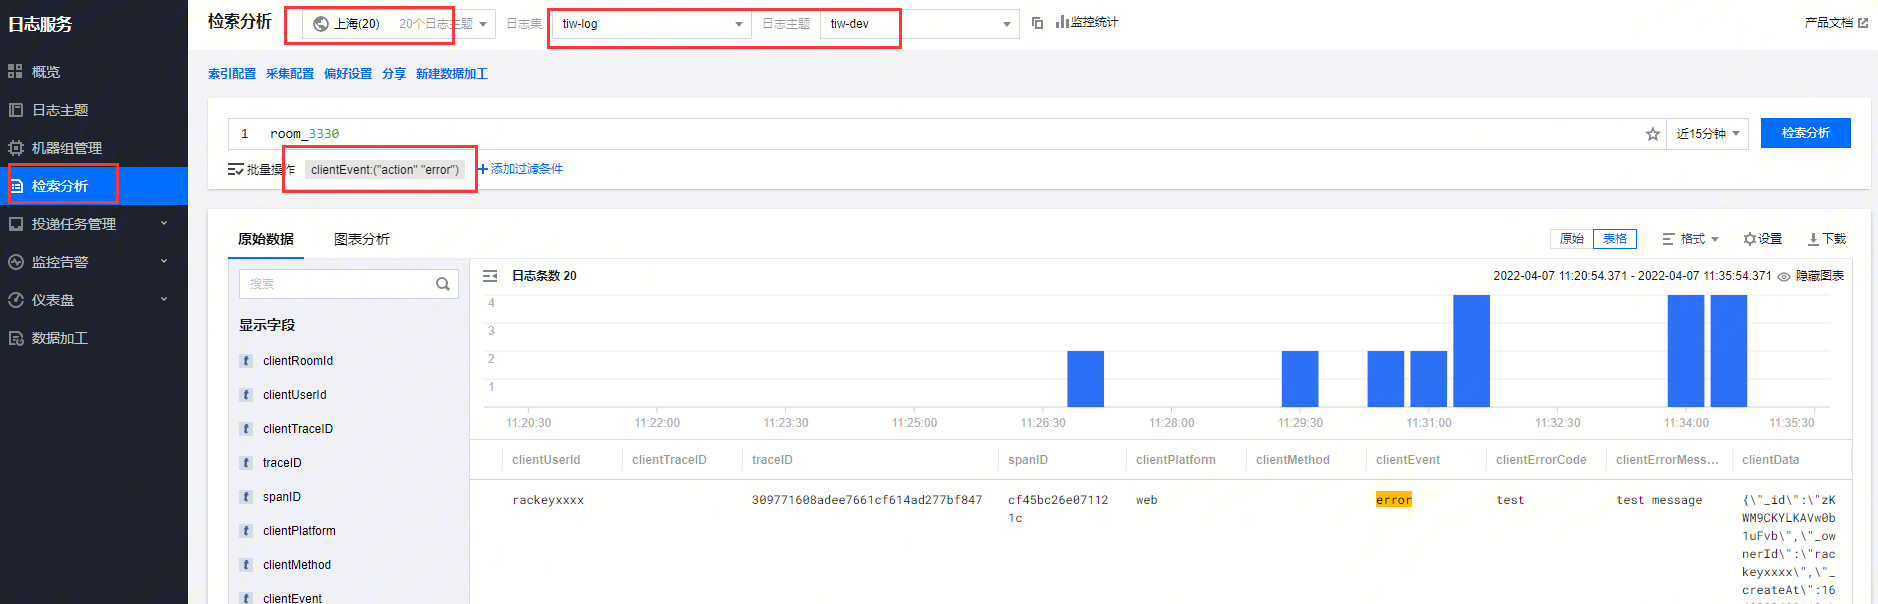 日志服务
概览
日志主题
机器组管理
检索分析
投递任务管理
监控告警
仪表盘
数据加工
检索分析 上海(20) 20个日志主题 日志集 tiw-log 日志主题 tiw-dev 监控统计 产品文档
索引配置 采集配置 偏好设置 分享 新建数据加工
1 room_3330 近15分钟 检索分析
批量操作 clientEvent:("action" "error") 添加过滤条件
原始数据 图表分析 原始 表格 格式 设置 下载
搜索
显示字段
t clientRoomId
t clientUserId
t clientTraceID
t traceID
t spanID
t clientPlatform
t clientMethod
t clientEvent
日志条数 20 2022-04-07 11:20:54.371 - 2022-04-07 11:35:54.371 隐藏图表
4
3
2
1
11:20:30 11:22:00 11:23:30 11:25:00 11:26:30 11:28:00 11:29:30 11:31:00 11:32:30 11:34:00 11:35:30
clientUserId clientTraceID traceID spanID clientPlatform clientMethod clientEvent clientErrorCode clientErrorMess... clientData
rackeyxxxx 309771608adee7661cf614ad277bf847 cf45bc26e07112 web error test test message {\"_id\":\"zK
1c WM9CKYLKAVw0b
1uFvb\",\"_ow
nerId\":\"rac
keyxxxx\",\"_
createAt\":16